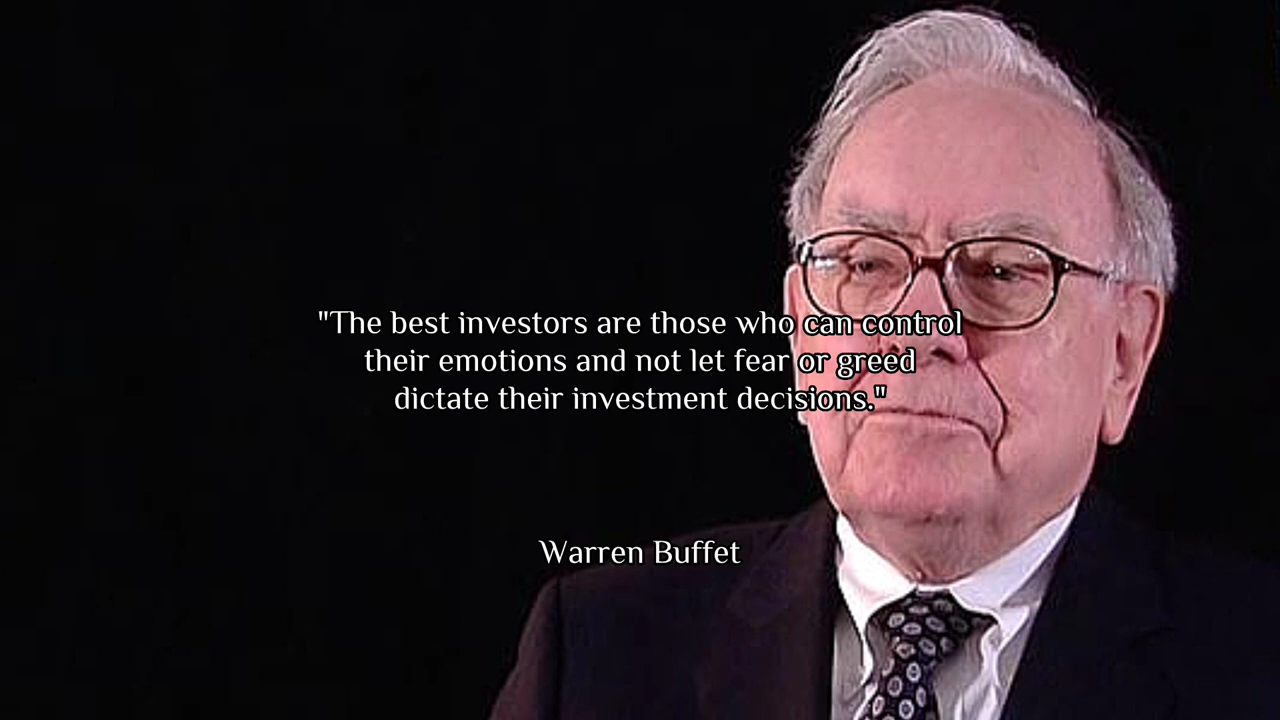 "The best investors are those who can control
their emotions and not let fear or greed
dictate their investment decisions."
Warren Buffet